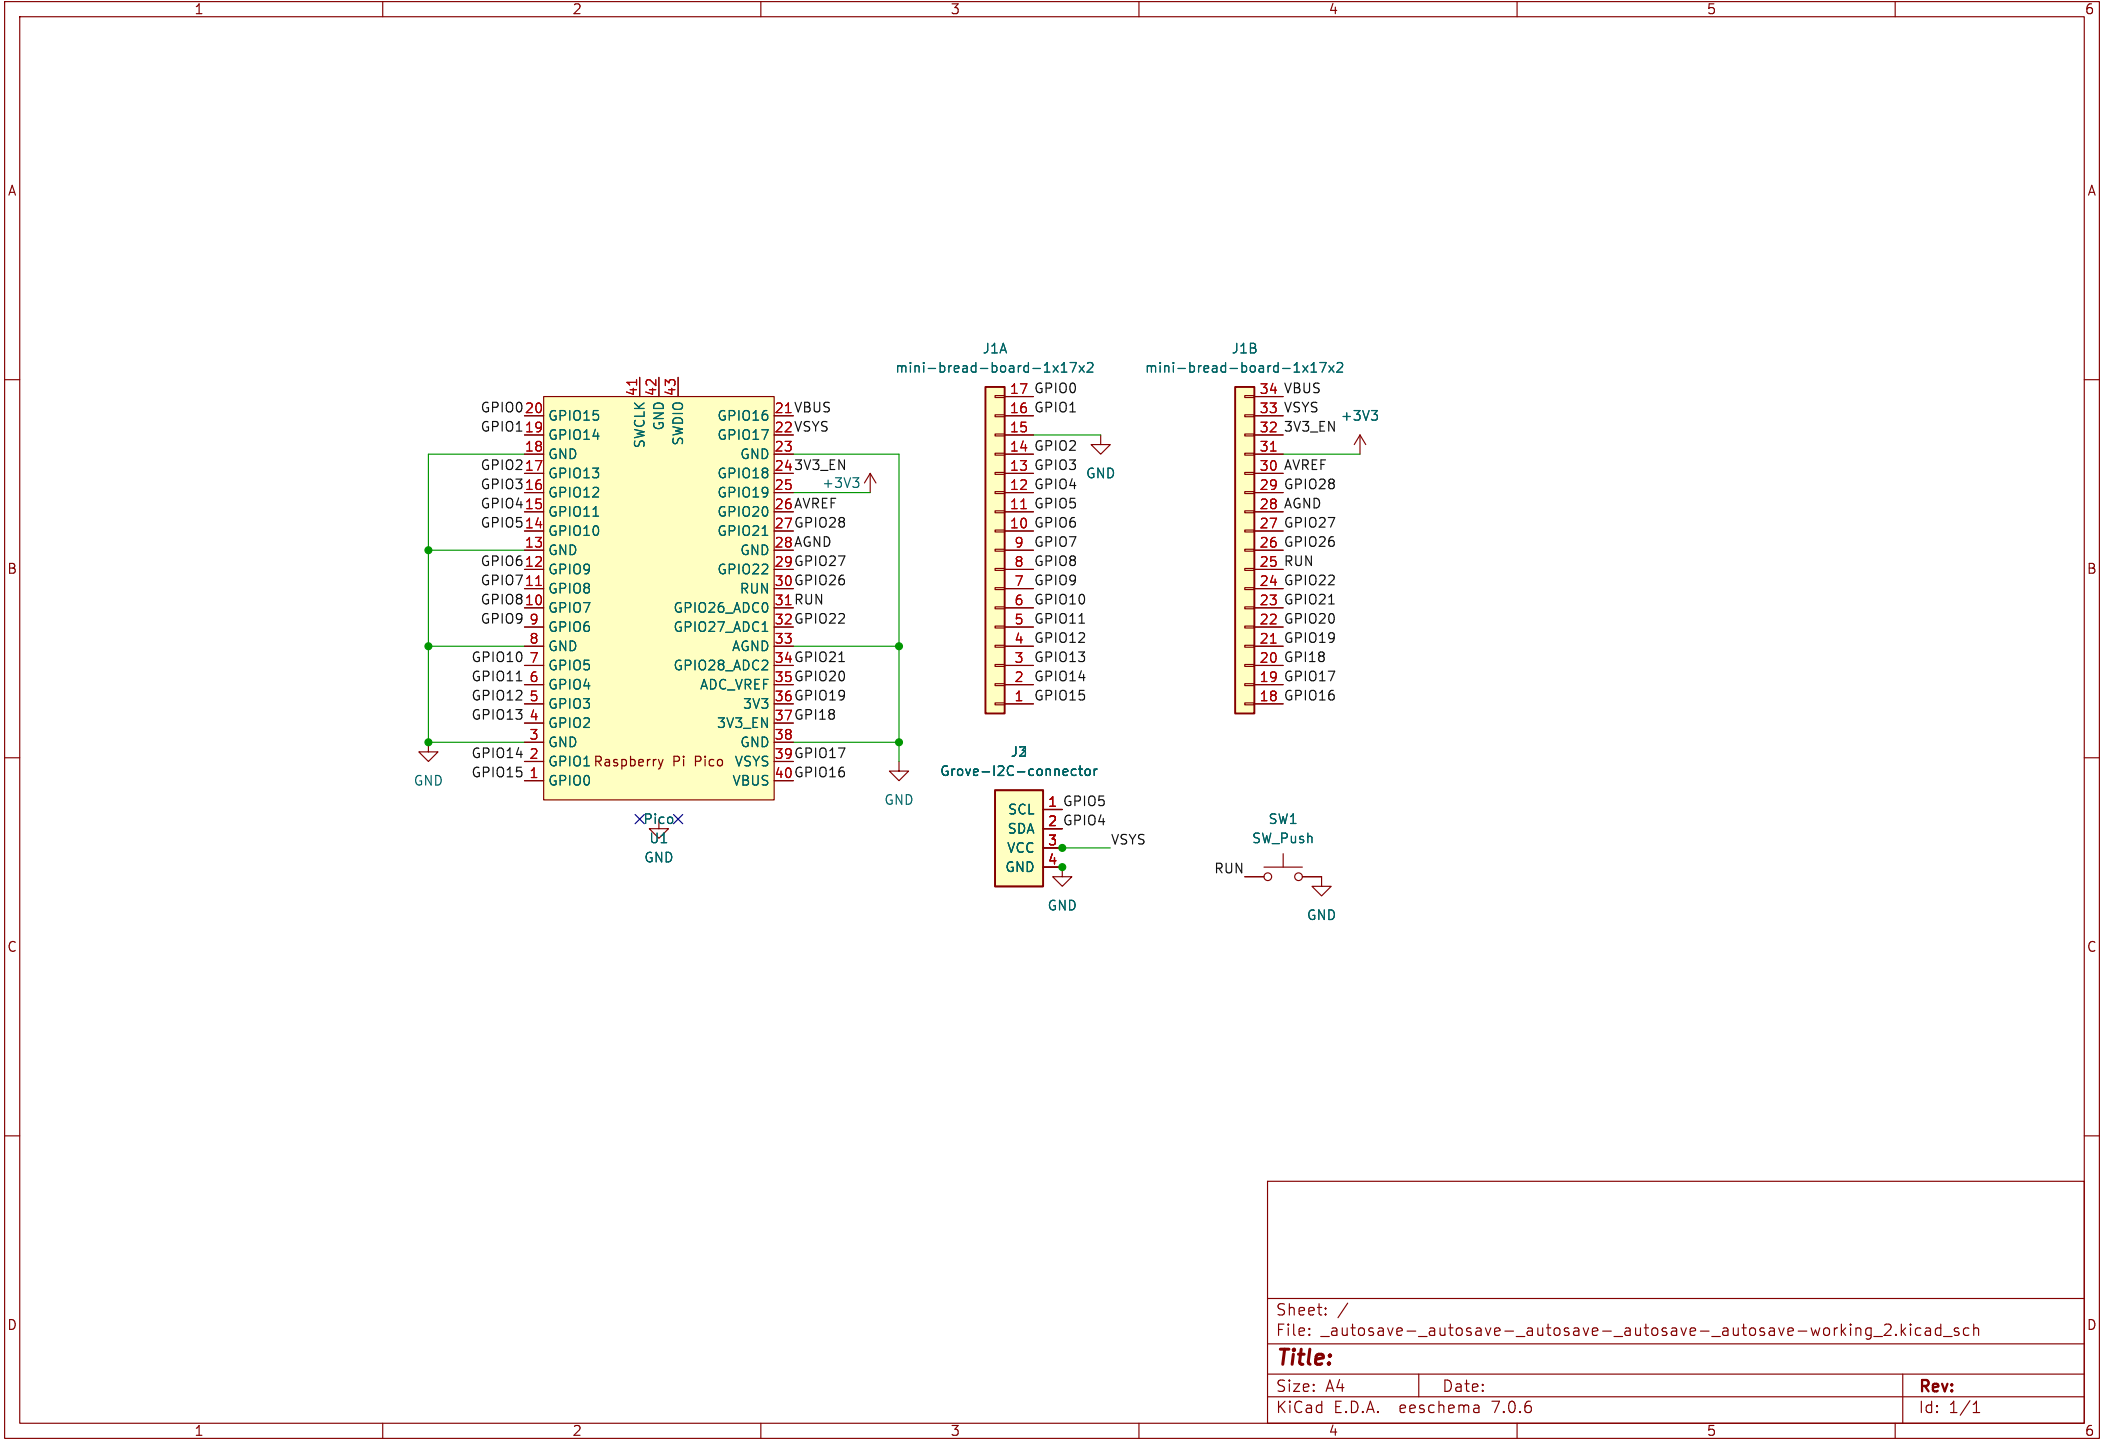 1 2 3 4 5 6
A A
B B
C C
D D
J1A
mini-bread-board-1x17x2
J1B
mini-bread-board-1x17x2
41 42 43
SWCLK GND SWDIO
GPIO0 20 GPIO15
GPIO1 19 GPIO14
18 GND
GPIO2 17 GPIO13
GPIO3 16 GPIO12
GPIO4 15 GPIO11
GPIO5 14 GPIO10
13 GND
GPIO6 12 GPIO9
GPIO7 11 GPIO8
GPIO8 10 GPIO7
GPIO9 9 GPIO6
8 GND
GPIO10 7 GPIO5
GPIO11 6 GPIO4
GPIO12 5 GPIO3
GPIO13 4 GPIO2
3 GND
GPIO14 2 GPIO1
GPIO15 1 GPIO0
GND
Raspberry Pi Pico
GPIO16 21 VBUS
GPIO17 22 VSYS
GND 23
GPIO18 24 3V3_EN
GPIO19 25 +3V3
GPIO20 26 AVREF
GPIO21 27 GPIO28
GND 28 AGND
GPIO22 29 GPIO27
RUN 30 GPIO26
GPIO26_ADC0 31 RUN
GPIO27_ADC1 32 GPIO22
AGND 33
GPIO28_ADC2 34 GPIO21
ADC_VREF 35 GPIO20
3V3 36 GPIO19
3V3_EN 37 GPI18
GND 38
VSYS 39 GPIO17
VBUS 40 GPIO16
GND
Pico
U1
GND
17 GPIO0
16 GPIO1
15
GND
14 GPIO2
13 GPIO3
12 GPIO4
11 GPIO5
10 GPIO6
9 GPIO7
8 GPIO8
7 GPIO9
6 GPIO10
5 GPIO11
4 GPIO12
3 GPIO13
2 GPIO14
1 GPIO15
34 VBUS
33 VSYS
+3V3
32 3V3_EN
31
30 AVREF
29 GPIO28
28 AGND
27 GPIO27
26 GPIO26
25 RUN
24 GPIO22
23 GPIO21
22 GPIO20
21 GPIO19
20 GPI18
19 GPIO17
18 GPIO16
Grove-I2C-connector
SCL 1 GPIO5
SDA 2 GPIO4
VCC 3 VSYS
GND 4
GND
SW1
SW_Push
RUN
GND
Sheet: /
File: _autosave-_autosave-_autosave-_autosave-_autosave-working_2.kicad_sch
Title:
Size: A4 Date: Rev:
KiCad E.D.A. eeschema 7.0.6 Id: 1/1
1 2 3 4 5 6